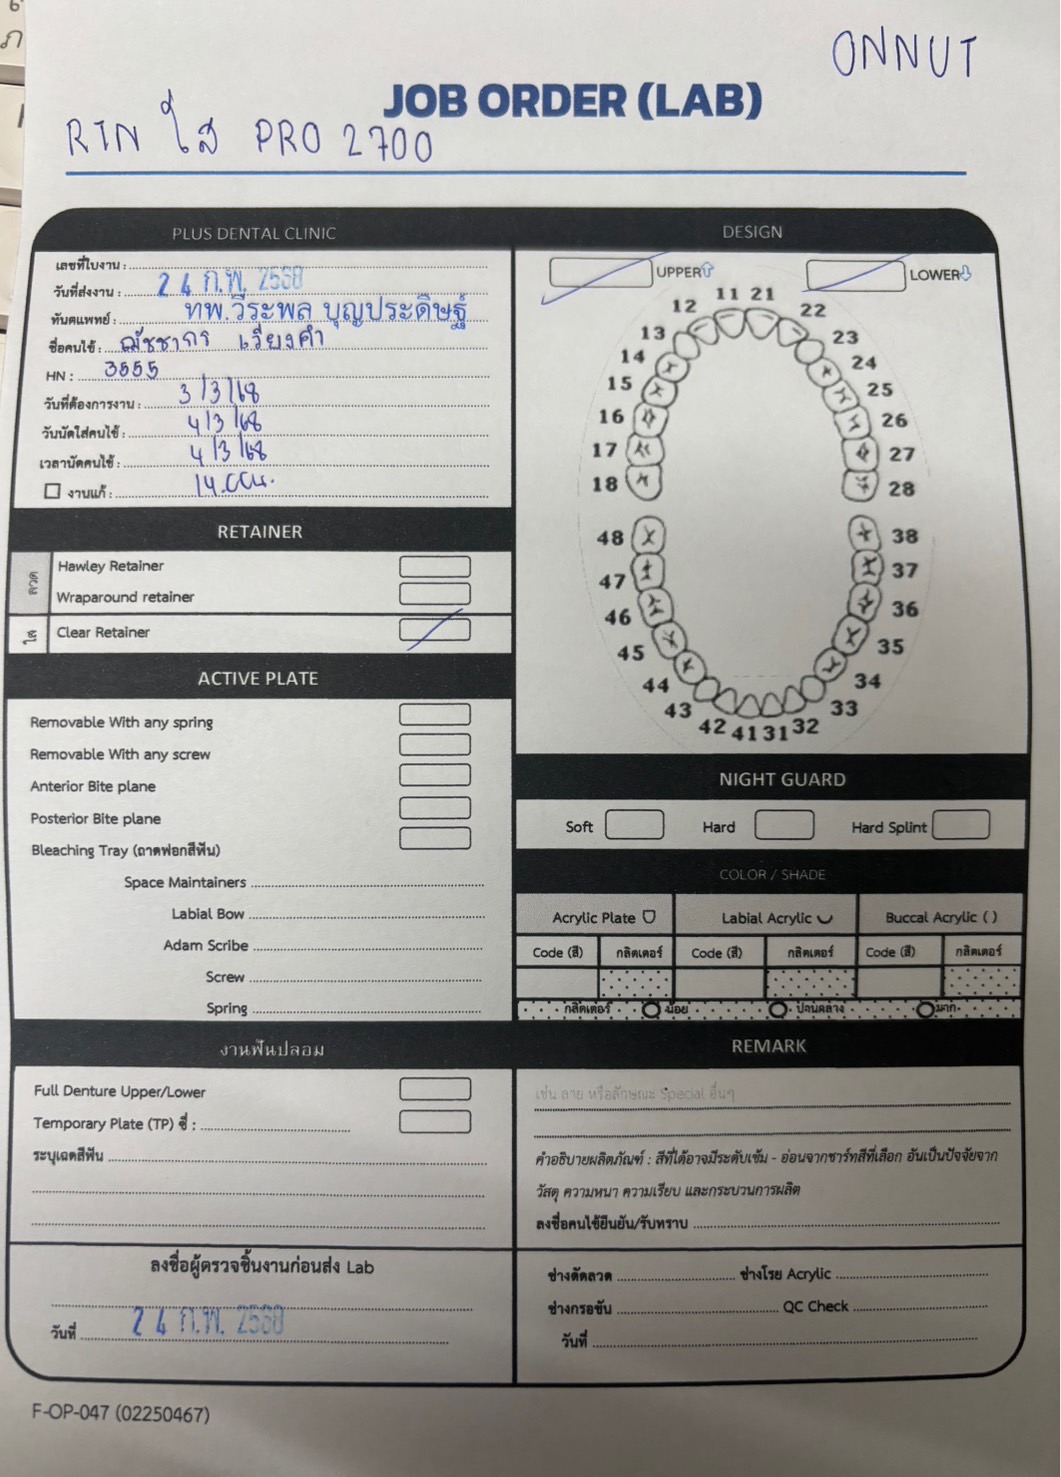 ONNUT
JOB ORDER (LAB)
RTN ใส PRO 2700
PLUS DENTAL CLINIC
เลขที่ใบงาน :
วันที่ส่งงาน : 24 ก.พ. 2568
ทันตแพทย์ : ทพ.วีระพล บุญประดิษฐ์
ชื่อคนไข้ : ณัชชากร เวียงคำ
HN : 3555
วันที่ต้องการงาน : 3/3/68
วันนัดใส่คนไข้ : 4/3/68
เวลานัดคนไข้ : 4/3/68
งานแก้ : 14.00น.
DESIGN
UPPER LOWER
11 21
12 22
13 23
14 24
15 25
16 26
17 27
18 28
48 38
47 37
46 36
45 35
44 34
43 33
42 41 31 32
RETAINER
ลวด
Hawley Retainer
Wraparound retainer
ใส
Clear Retainer
ACTIVE PLATE
Removable With any spring
Removable With any screw
Anterior Bite plane
Posterior Bite plane
Bleaching Tray (ถาดฟอกสีฟัน)
Space Maintainers
Labial Bow
Adam Scribe
Screw
Spring
NIGHT GUARD
Soft Hard Hard Splint
COLOR / SHADE
Acrylic Plate Labial Acrylic Buccal Acrylic ( )
Code (สี) กลิตเตอร์ Code (สี) กลิตเตอร์ Code (สี) กลิตเตอร์
กลิตเตอร์ น้อย ปานกลาง มาก
งานฟันปลอม
Full Denture Upper/Lower
Temporary Plate (TP) ซี่ :
ระบุเฉดสีฟัน
REMARK
เช่น ลาย หรือลักษณะ Special อื่นๆ
คำอธิบายผลิตภัณฑ์ : สีที่ได้อาจมีระดับเข้ม - อ่อนจากชาร์ทสีที่เลือก อันเป็นปัจจัยจาก
วัสดุ ความหนา ความเรียบ และกระบวนการผลิต
ลงชื่อคนไข้ยืนยัน/รับทราบ
ลงชื่อผู้ตรวจชิ้นงานก่อนส่ง Lab
วันที่ 24 ก.พ. 2568
ช่างดัดลวด ช่างโรย Acrylic
ช่างกรอขัน QC Check
วันที่
F-OP-047 (02250467)